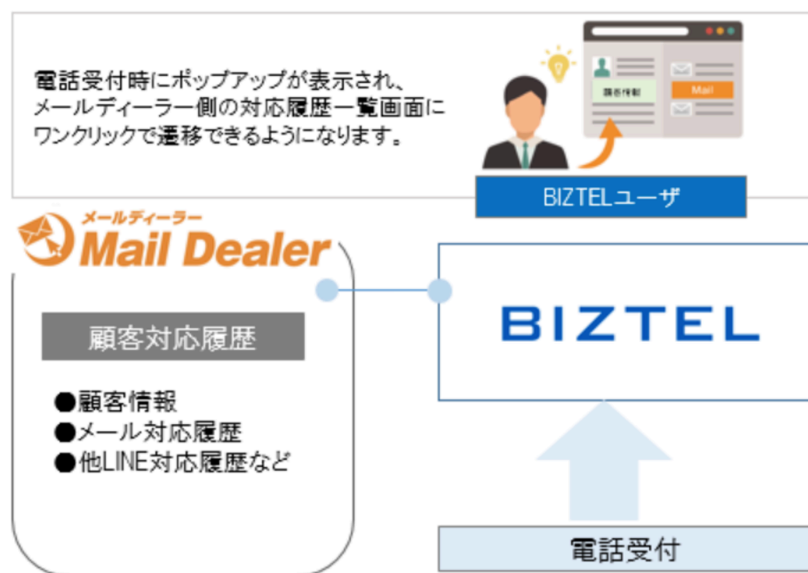 電話受付時にポップアップが表示され、
メールディーラー側の対応履歴一覧画面に
ワンクリックで遷移できるようになります。
顧客情報
Mail
BIZTELユーザ
メールディーラー
Mail Dealer
BIZTEL
顧客対応履歴
●顧客情報
●メール対応履歴
●他LINE対応履歴など
電話受付